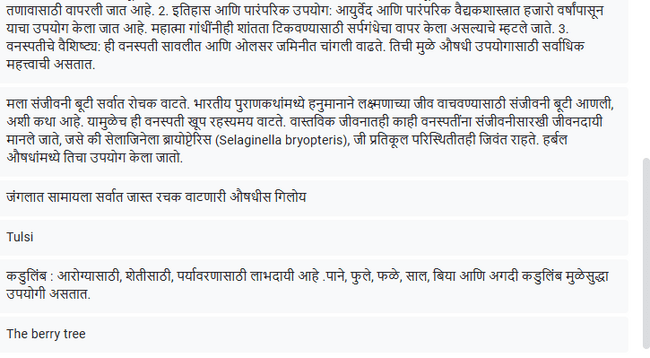 तणावासाठी वापरली जात आहे. 2. इतिहास आणि पारंपरिक उपयोग: आयुर्वेद आणि पारंपरिक वैद्यकशास्त्रात हजारो वर्षांपासून
याचा उपयोग केला जात आहे. महात्मा गांधींनीही शांतता टिकवण्यासाठी सर्पगंधेचा वापर केला असल्याचे म्हटले जाते. 3.
वनस्पतीचे वैशिष्ट्य: ही वनस्पती सावलीत आणि ओलसर जमिनीत चांगली वाढते. तिची मुळे औषधी उपयोगासाठी सर्वाधिक
महत्त्वाची असतात.
मला संजीवनी बूटी सर्वात रोचक वाटते. भारतीय पुराणकथांमध्ये हनुमानाने लक्ष्मणाच्या जीव वाचवण्यासाठी संजीवनी बूटी आणली,
अशी कथा आहे. यामुळेच ही वनस्पती खूप रहस्यमय वाटते. वास्तविक जीवनातही काही वनस्पतींना संजीवनीसारखी जीवनदायी
मानले जाते, जसे की सेलाजिनेला ब्रायोप्टेरिस (Selaginella bryopteris), जी प्रतिकूल परिस्थितीतही जिवंत राहते. हर्बल
औषधांमध्ये तिचा उपयोग केला जातो.
जंगलात सामायला सर्वात जास्त रचक वाटणारी औषधीस गिलोय
Tulsi
कडुलिंब : आरोग्यासाठी, शेतीसाठी, पर्यावरणासाठी लाभदायी आहे .पाने, फुले, फळे, साल, बिया आणि अगदी कडुलिंब मुळेसुद्धा
उपयोगी असतात.
The berry tree